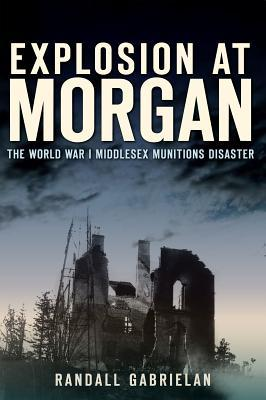 EXPLOSION AT
MORGAN
THE WORLD WAR I MIDDLESEX MUNITIONS DISASTER
RANDALL GABRIELAN